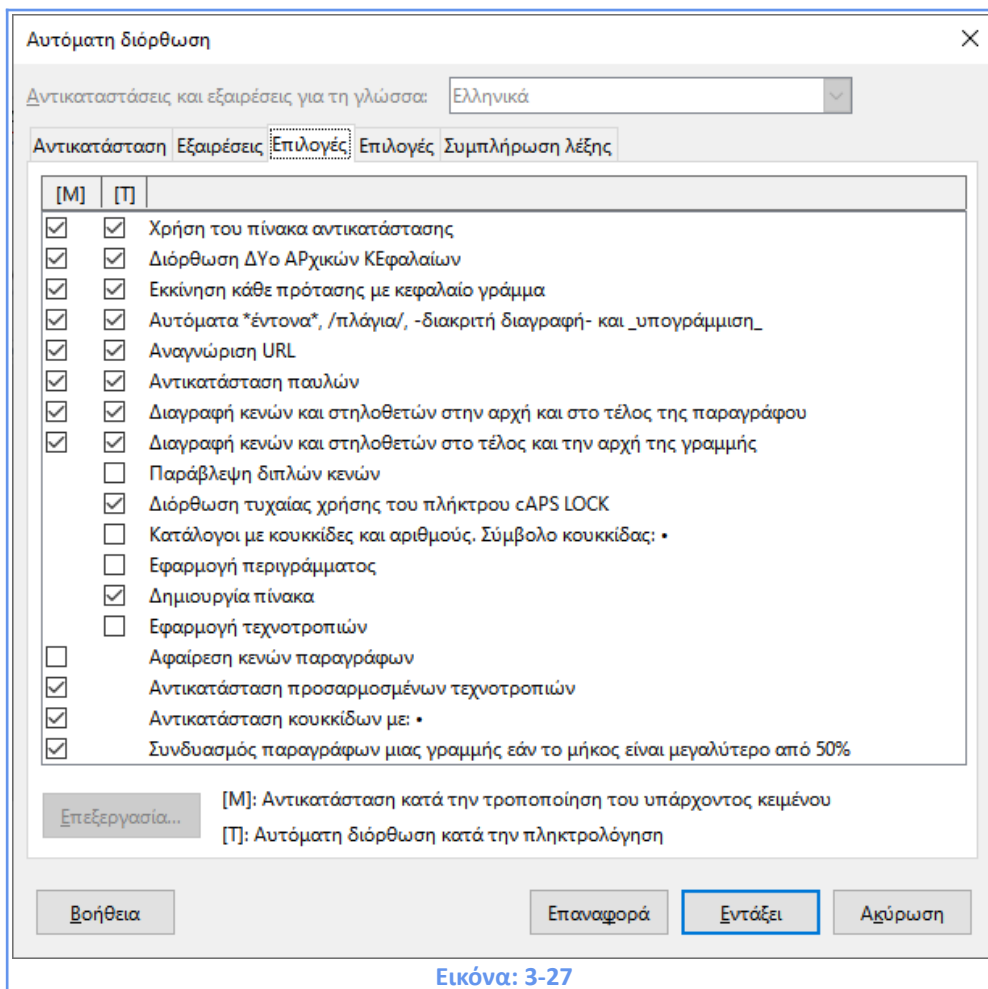 Αυτόματη διόρθωση
Αντικαταστάσεις και εξαιρέσεις για τη γλώσσα: Ελληνικά
Αντικατάσταση Εξαιρέσεις Επιλογές Επιλογές Συμπλήρωση λέξης
[M] [T]
Χρήση του πίνακα αντικατάστασης
Διόρθωση ΔΥο ΑΡχικών ΚΕφαλαίων
Εκκίνηση κάθε πρότασης με κεφαλαίο γράμμα
Αυτόματα *έντονα*, /πλάγια/, -διακριτή διαγραφή- και _υπογράμμιση_
Αναγνώριση URL
Αντικατάσταση παυλών
Διαγραφή κενών και στηλοθετών στην αρχή και στο τέλος της παραγράφου
Διαγραφή κενών και στηλοθετών στο τέλος και την αρχή της γραμμής
Παράβλεψη διπλών κενών
Διόρθωση τυχαίας χρήσης του πλήκτρου cAPS LOCK
Κατάλογοι με κουκκίδες και αριθμούς. Σύμβολο κουκκίδας: •
Εφαρμογή περιγράμματος
Δημιουργία πίνακα
Εφαρμογή τεχνοτροπιών
Αφαίρεση κενών παραγράφων
Αντικατάσταση προσαρμοσμένων τεχνοτροπιών
Αντικατάσταση κουκκίδων με: •
Συνδυασμός παραγράφων μιας γραμμής εάν το μήκος είναι μεγαλύτερο από 50%
Επεξεργασία... [M]: Αντικατάσταση κατά την τροποποίηση του υπάρχοντος κειμένου
[T]: Αυτόματη διόρθωση κατά την πληκτρολόγηση
Βοήθεια Επαναφορά Εντάξει Ακύρωση
Εικόνα: 3-27